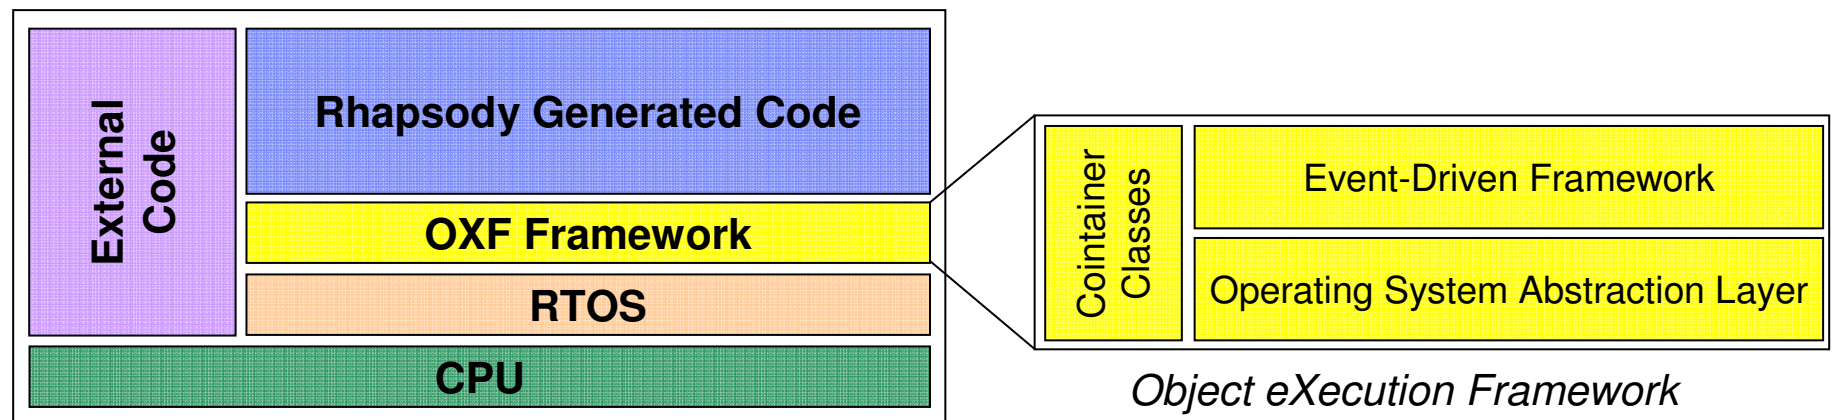 External
Code
Rhapsody Generated Code
OXF Framework
RTOS
CPU
Cointainer
Classes
Event-Driven Framework
Operating System Abstraction Layer
Object eXecution Framework